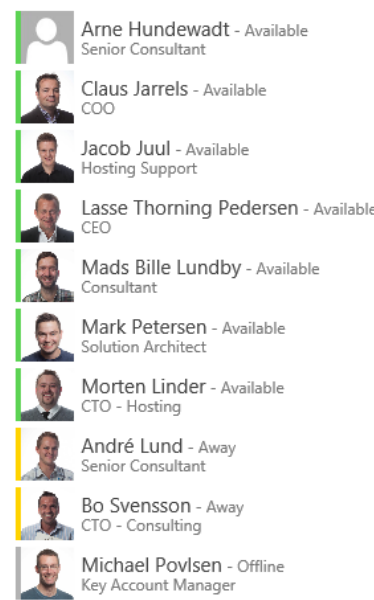 Arne Hundewadt - Available
Senior Consultant
Claus Jarrels - Available
COO
Jacob Juul - Available
Hosting Support
Lasse Thorning Pedersen - Available
CEO
Mads Bille Lundby - Available
Consultant
Mark Petersen - Available
Solution Architect
Morten Linder - Available
CTO - Hosting
André Lund - Away
Senior Consultant
Bo Svensson - Away
CTO - Consulting
Michael Povlsen - Offline
Key Account Manager